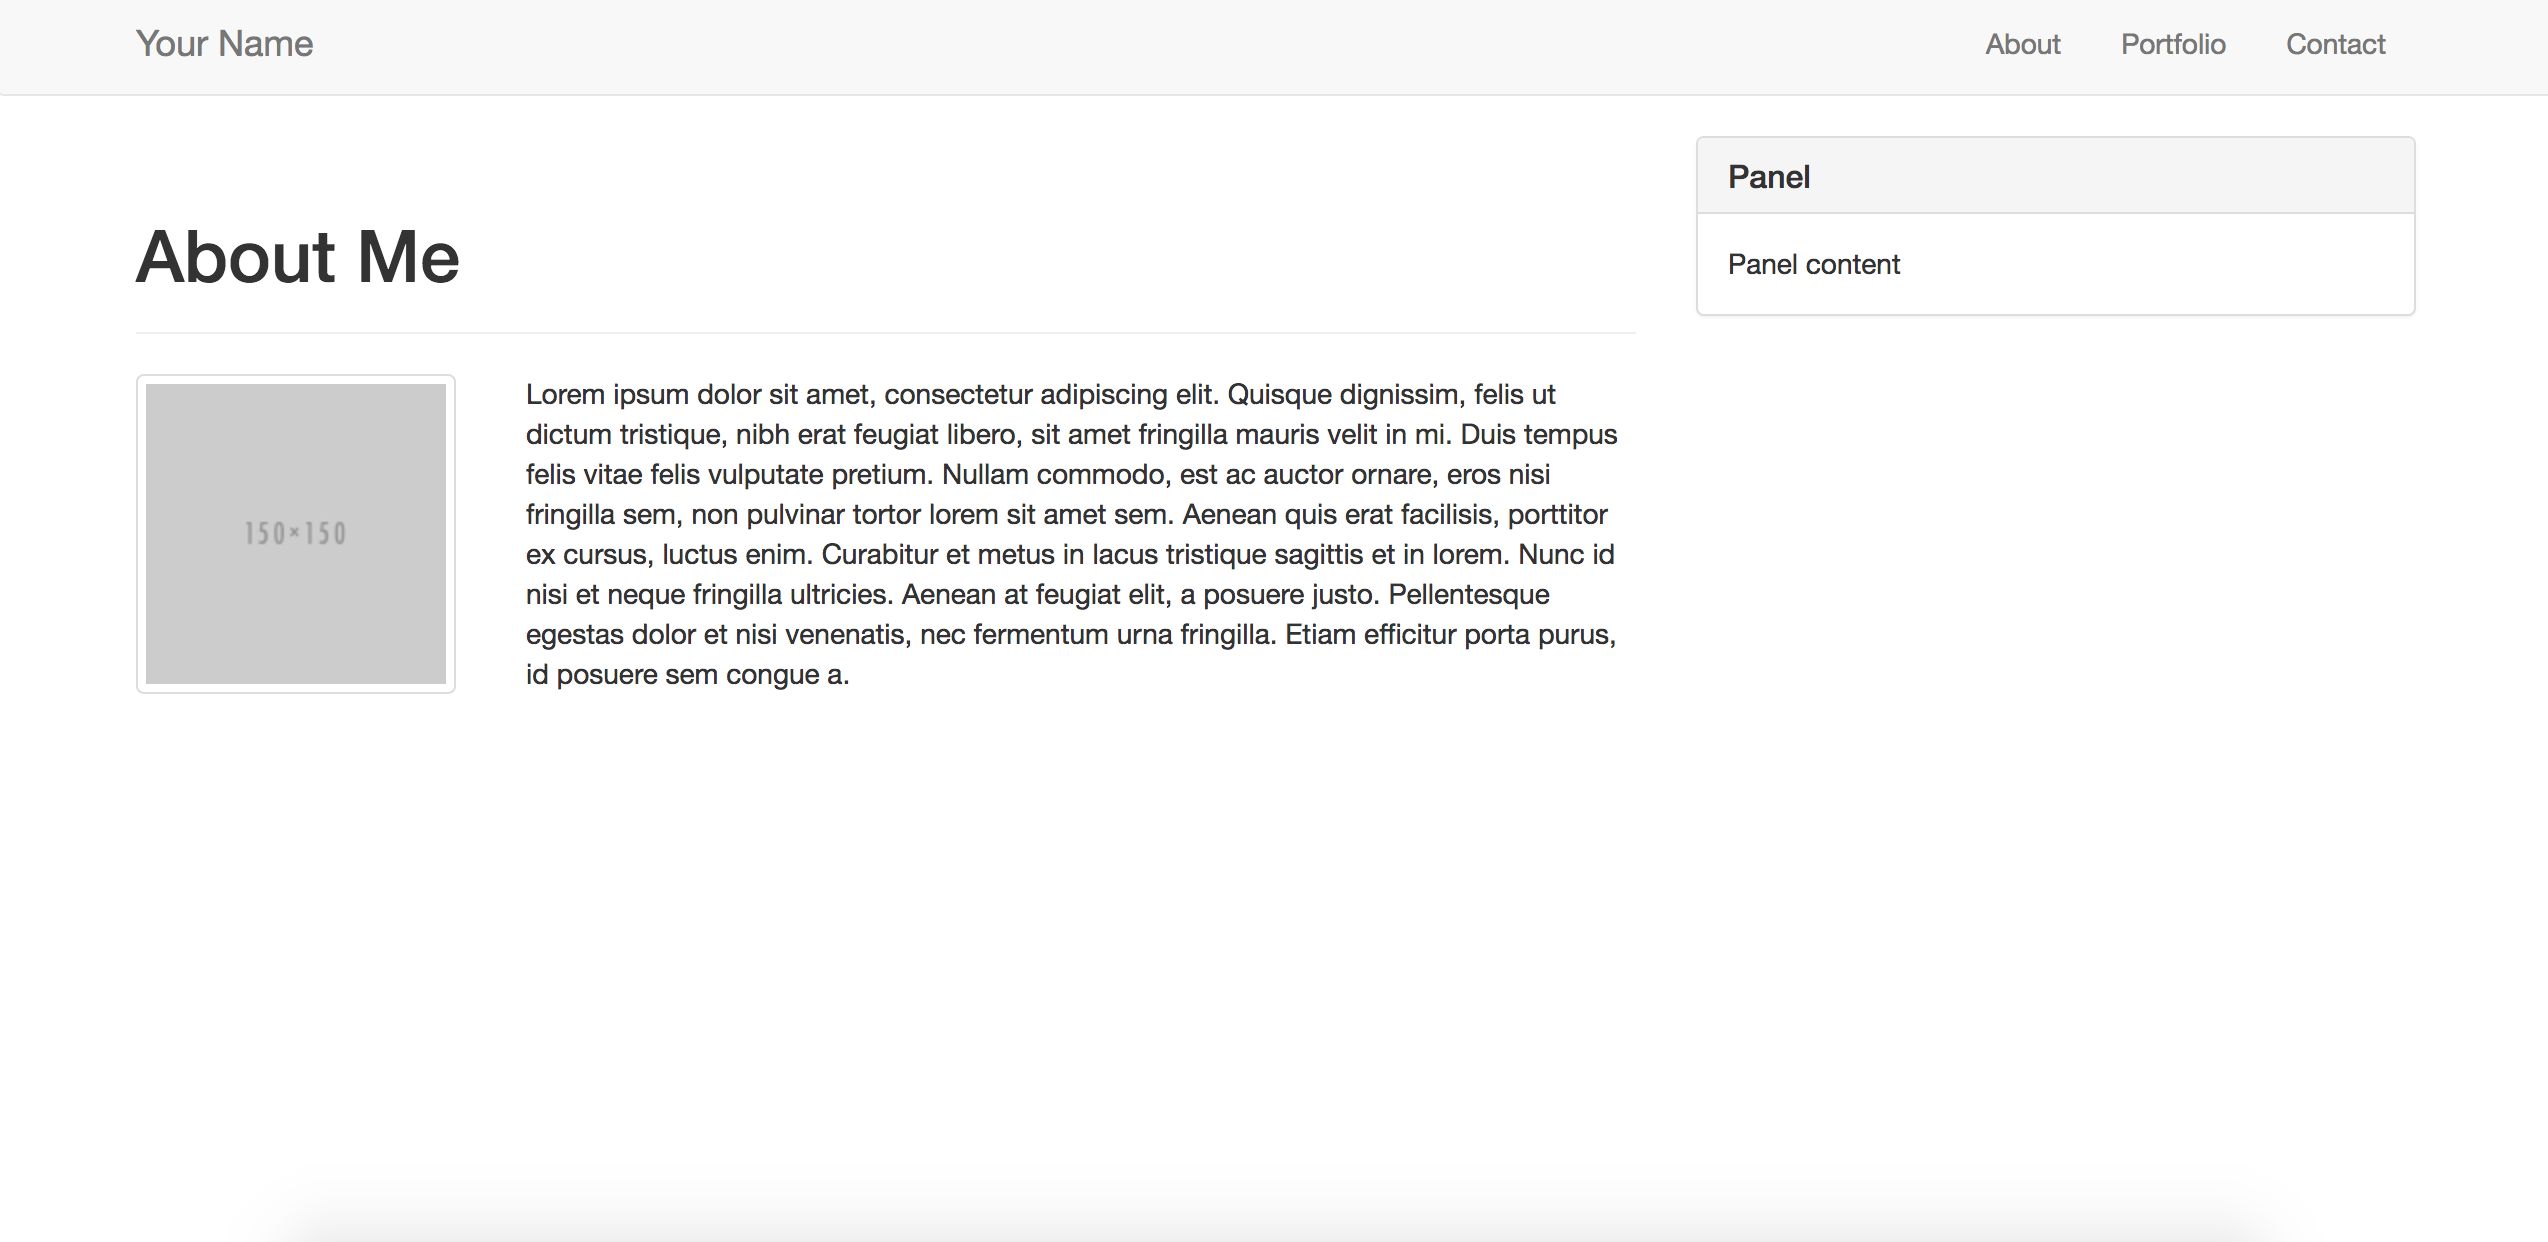 Your Name
About
Portfolio
Contact
About Me
150×150
Lorem ipsum dolor sit amet, consectetur adipiscing elit. Quisque dignissim, felis ut
dictum tristique, nibh erat feugiat libero, sit amet fringilla mauris velit in mi. Duis tempus
felis vitae felis vulputate pretium. Nullam commodo, est ac auctor ornare, eros nisi
fringilla sem, non pulvinar tortor lorem sit amet sem. Aenean quis erat facilisis, porttitor
ex cursus, luctus enim. Curabitur et metus in lacus tristique sagittis et in lorem. Nunc id
nisi et neque fringilla ultricies. Aenean at feugiat elit, a posuere justo. Pellentesque
egestas dolor et nisi venenatis, nec fermentum urna fringilla. Etiam efficitur porta purus,
id posuere sem congue a.
Panel
Panel content